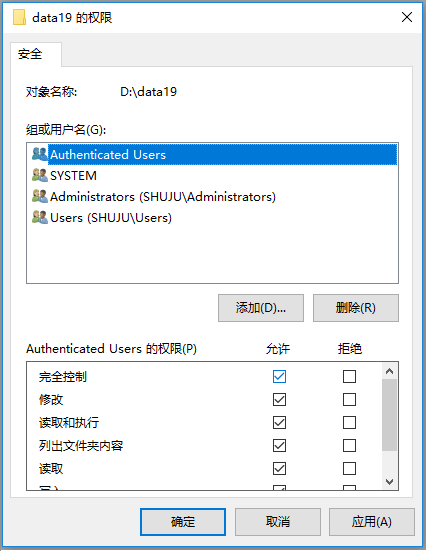 data19 的权限
安全
对象名称: D:\data19
组或用户名(G):
Authenticated Users
SYSTEM
Administrators (SHUJU\Administrators)
Users (SHUJU\Users)
添加(D)... 删除(R)
Authenticated Users 的权限(P) 允许 拒绝
完全控制
修改
读取和执行
列出文件夹内容
读取
确定 取消 应用(A)